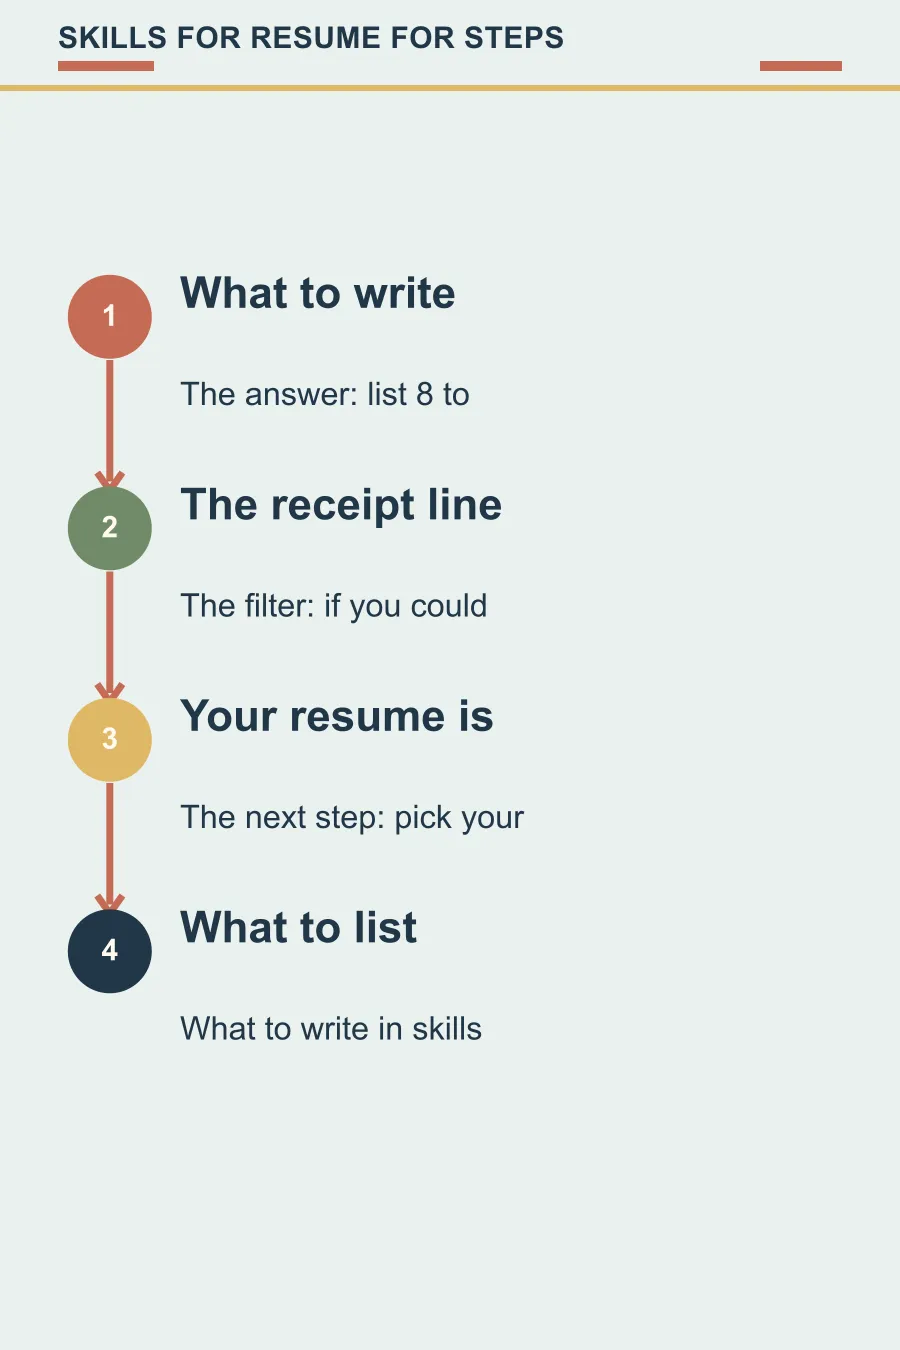 SKILLS FOR RESUME FOR STEPS
1
What to write
The answer: list 8 to
2
The receipt line
The filter: if you could
3
Your resume is
The next step: pick your
4
What to list
What to write in skills